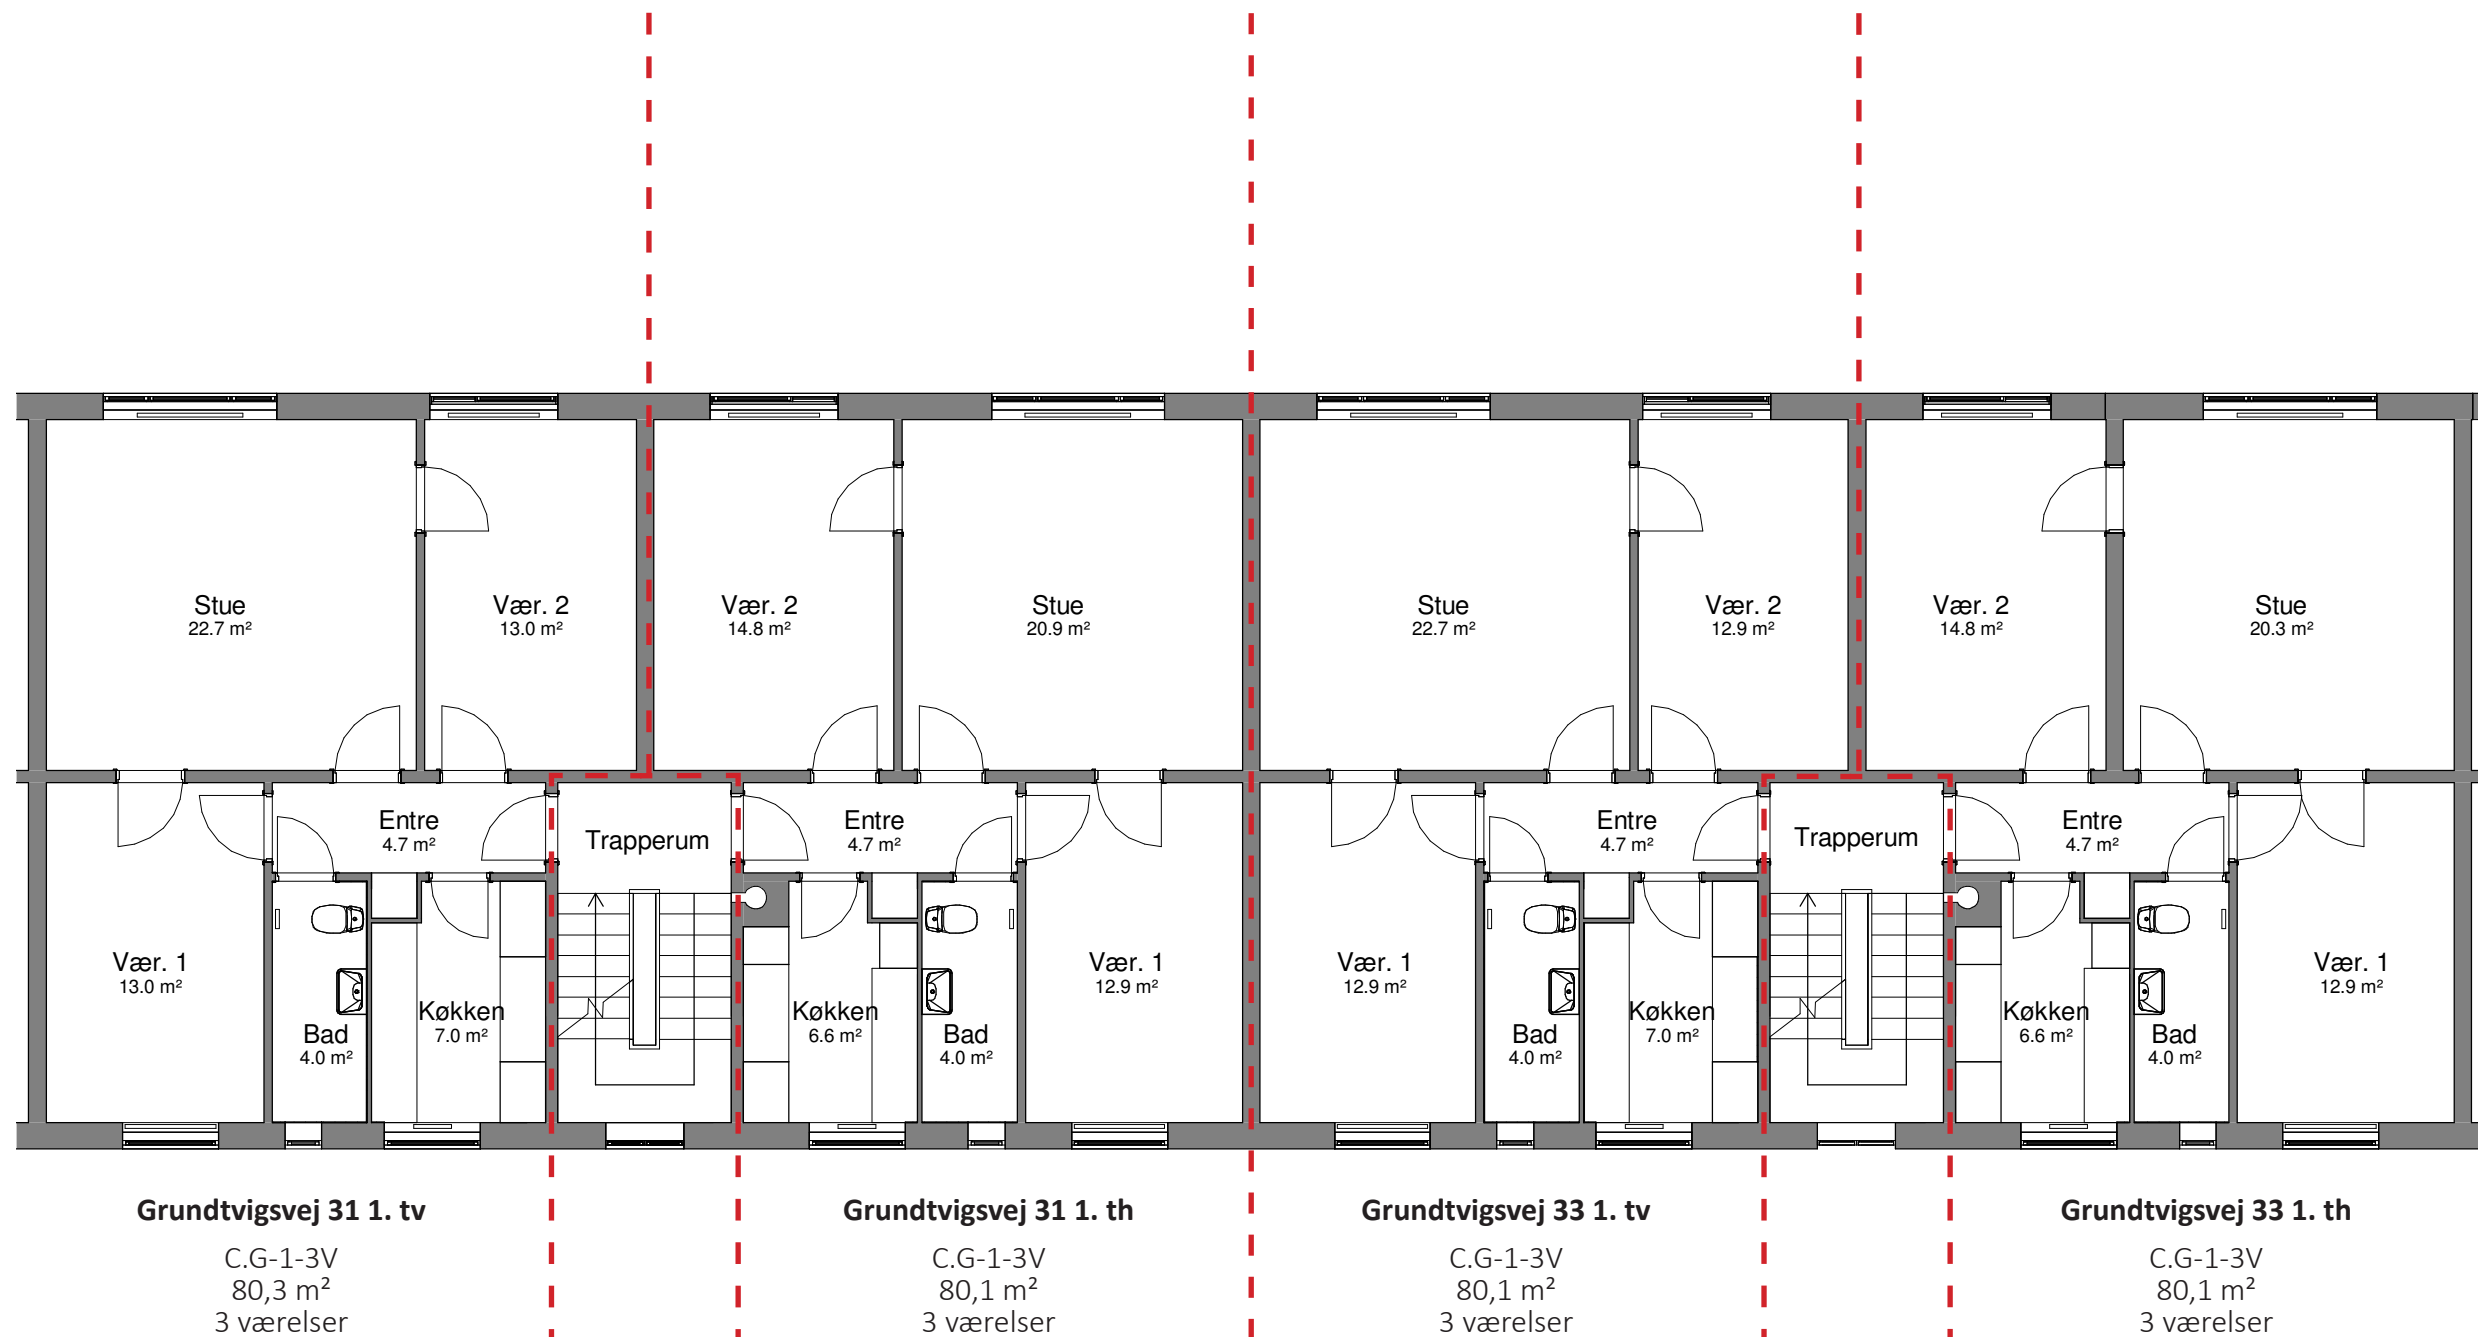 Stue
22.7 m²
Vær. 2
13.0 m²
Vær. 2
14.8 m²
Stue
20.9 m²
Stue
22.7 m²
Vær. 2
12.9 m²
Vær. 2
14.8 m²
Stue
20.3 m²
Entre
4.7 m²
Trapperum
Entre
4.7 m²
Entre
4.7 m²
Trapperum
Entre
4.7 m²
Vær. 1
13.0 m²
Bad
4.0 m²
Køkken
7.0 m²
Køkken
6.6 m²
Bad
4.0 m²
Vær. 1
12.9 m²
Vær. 1
12.9 m²
Bad
4.0 m²
Køkken
7.0 m²
Køkken
6.6 m²
Bad
4.0 m²
Vær. 1
12.9 m²
Grundtvigsvej 31 1. tv
C.G-1-3V
80,3 m²
3 værelser
Grundtvigsvej 31 1. th
C.G-1-3V
80,1 m²
3 værelser
Grundtvigsvej 33 1. tv
C.G-1-3V
80,1 m²
3 værelser
Grundtvigsvej 33 1. th
C.G-1-3V
80,1 m²
3 værelser